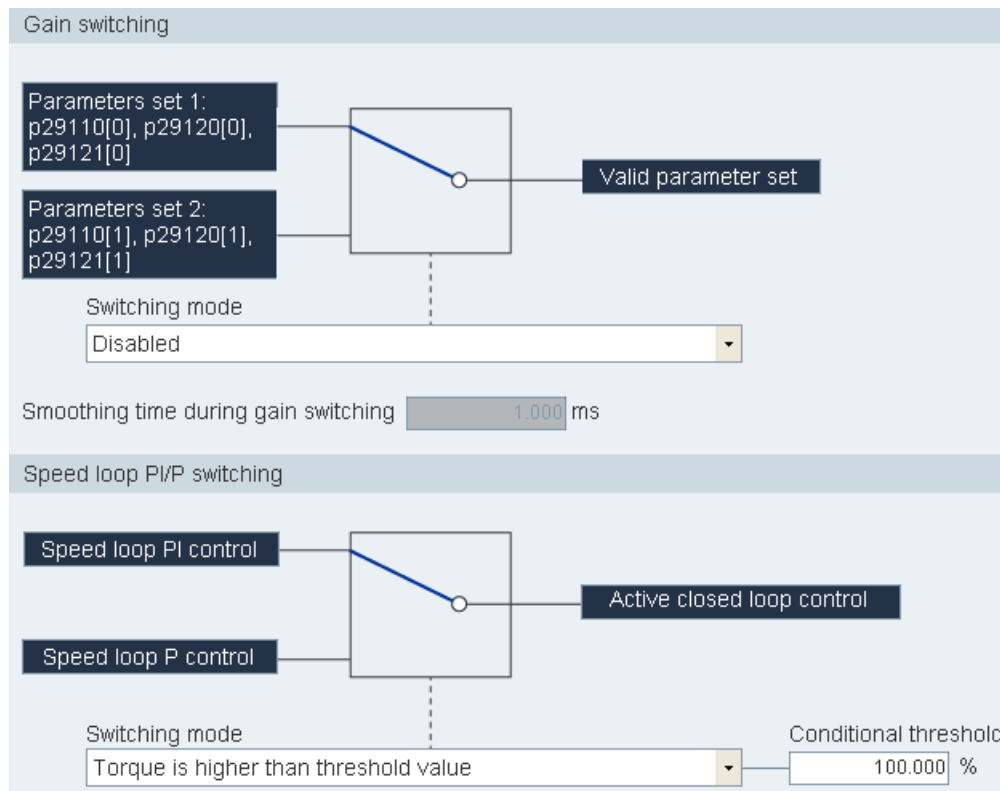 Gain switching
Parameters set 1:
p29110[0], p29120[0],
p29121[0]
Valid parameter set
Parameters set 2:
p29110[1], p29120[1],
p29121[1]
Switching mode
Disabled
Smoothing time during gain switching 1.000 ms
Speed loop PI/P switching
Speed loop PI control
Active closed loop control
Speed loop P control
Switching mode
Conditional threshold
Torque is higher than threshold value
100.000 %